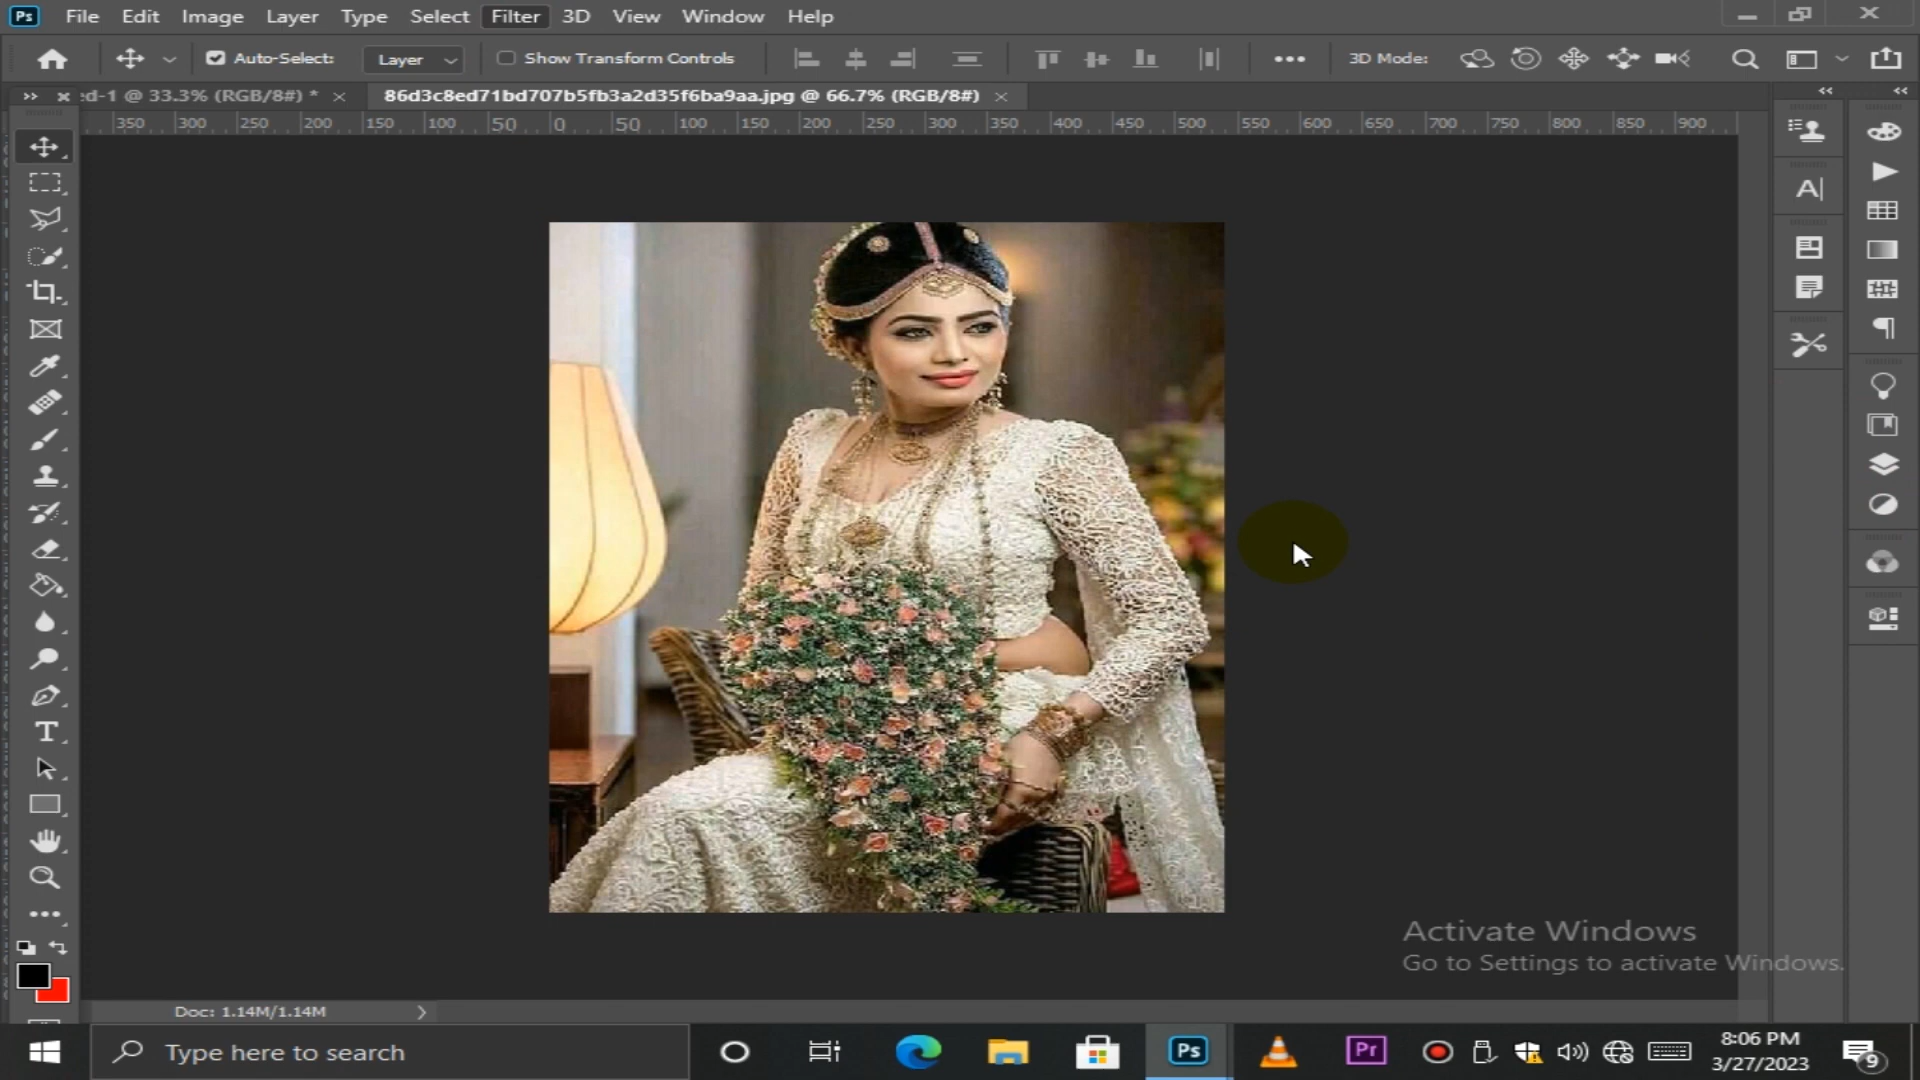 Ps File Edit Image Layer Type Select Filter 3D View Window Help
Auto-Select: Layer Show Transform Controls 3D Mode:
ed-1 @ 33.3% (RGB/8#) * 86d3c8ed71bd707b5fb3a2d35f6ba9aa.jpg @ 66.7% (RGB/8#)
350 300 250 200 150 100 50 0 50 100 150 200 250 300 350 400 450 500 550 600 650 700 750 800 850 900
Activate Windows
Go to Settings to activate Windows.
Doc: 1.14M/1.14M
Type here to search Ps Pr 8:06 PM
3/27/2023 9